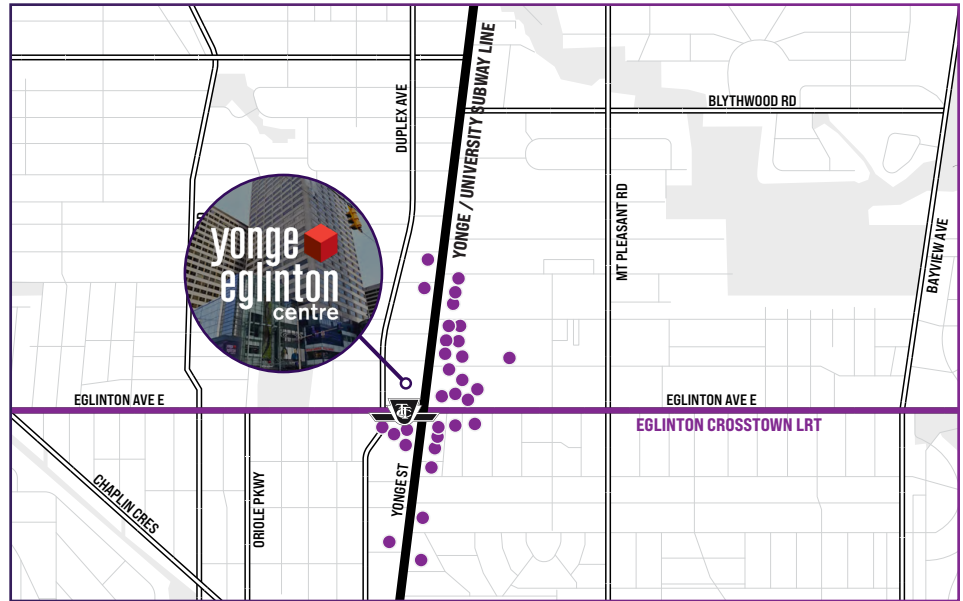 BLYTHWOOD RD
DUPLEX AVE
YONGE / UNIVERSITY SUBWAY LINE
MT PLEASANT RD
BAYVIEW AVE
yonge
eglinton
centre
EGLINTON AVE E
EGLINTON AVE E
EGLINTON CROSSTOWN LRT
TTC
CHAPLIN CRES
ORIOLE PKWY
YONGE ST